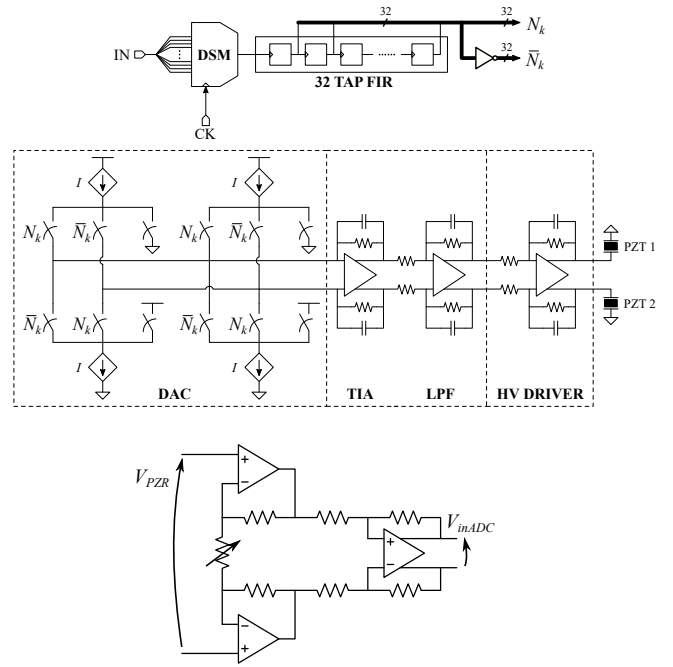 32
32
N_k
IN
DSM
32
N̅_k
32 TAP FIR
CK
I
I
N_k
N̅_k
N_k
N̅_k
PZT 1
N̅_k
N_k
N̅_k
N_k
PZT 2
I
I
DAC
TIA
LPF
HV DRIVER
V_PZR
+
−
V_inADC
+
−
−
+